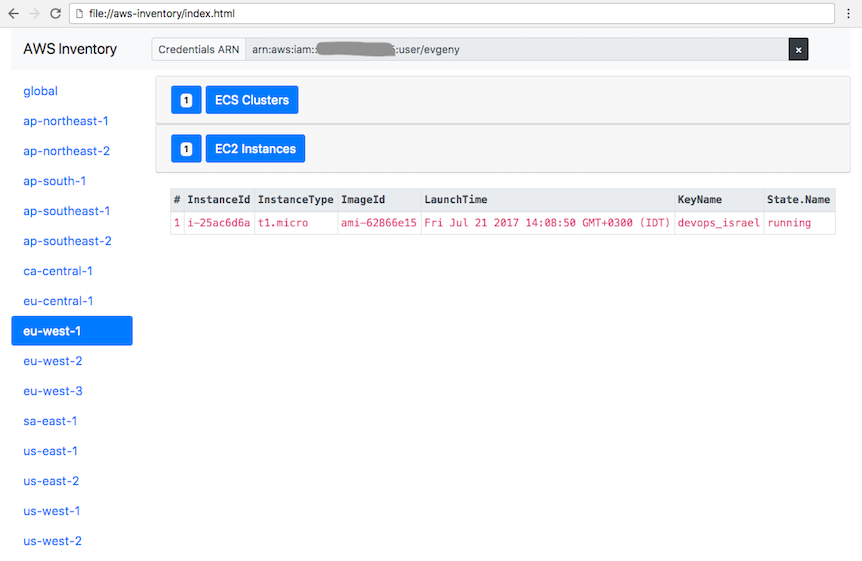 file://aws-inventory/index.html
AWS Inventory
Credentials ARN arn:aws:iam:: :user/evgeny ×
global
ap-northeast-1
ap-northeast-2
ap-south-1
ap-southeast-1
ap-southeast-2
ca-central-1
eu-central-1
eu-west-1
eu-west-2
eu-west-3
sa-east-1
us-east-1
us-east-2
us-west-1
us-west-2
1 ECS Clusters
1 EC2 Instances
# InstanceId InstanceType ImageId LaunchTime KeyName State.Name
1 i-25ac6d6a t1.micro ami-62866e15 Fri Jul 21 2017 14:08:50 GMT+0300 (IDT) devops_israel running